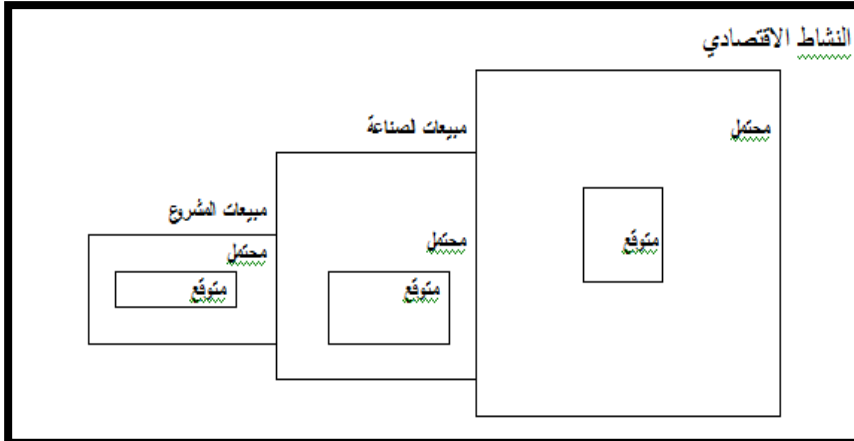 النشاط الاقتصادي
محتمل
متوقع
مبيعات لصناعة
محتمل
متوقع
مبيعات المشروع
محتمل
متوقع